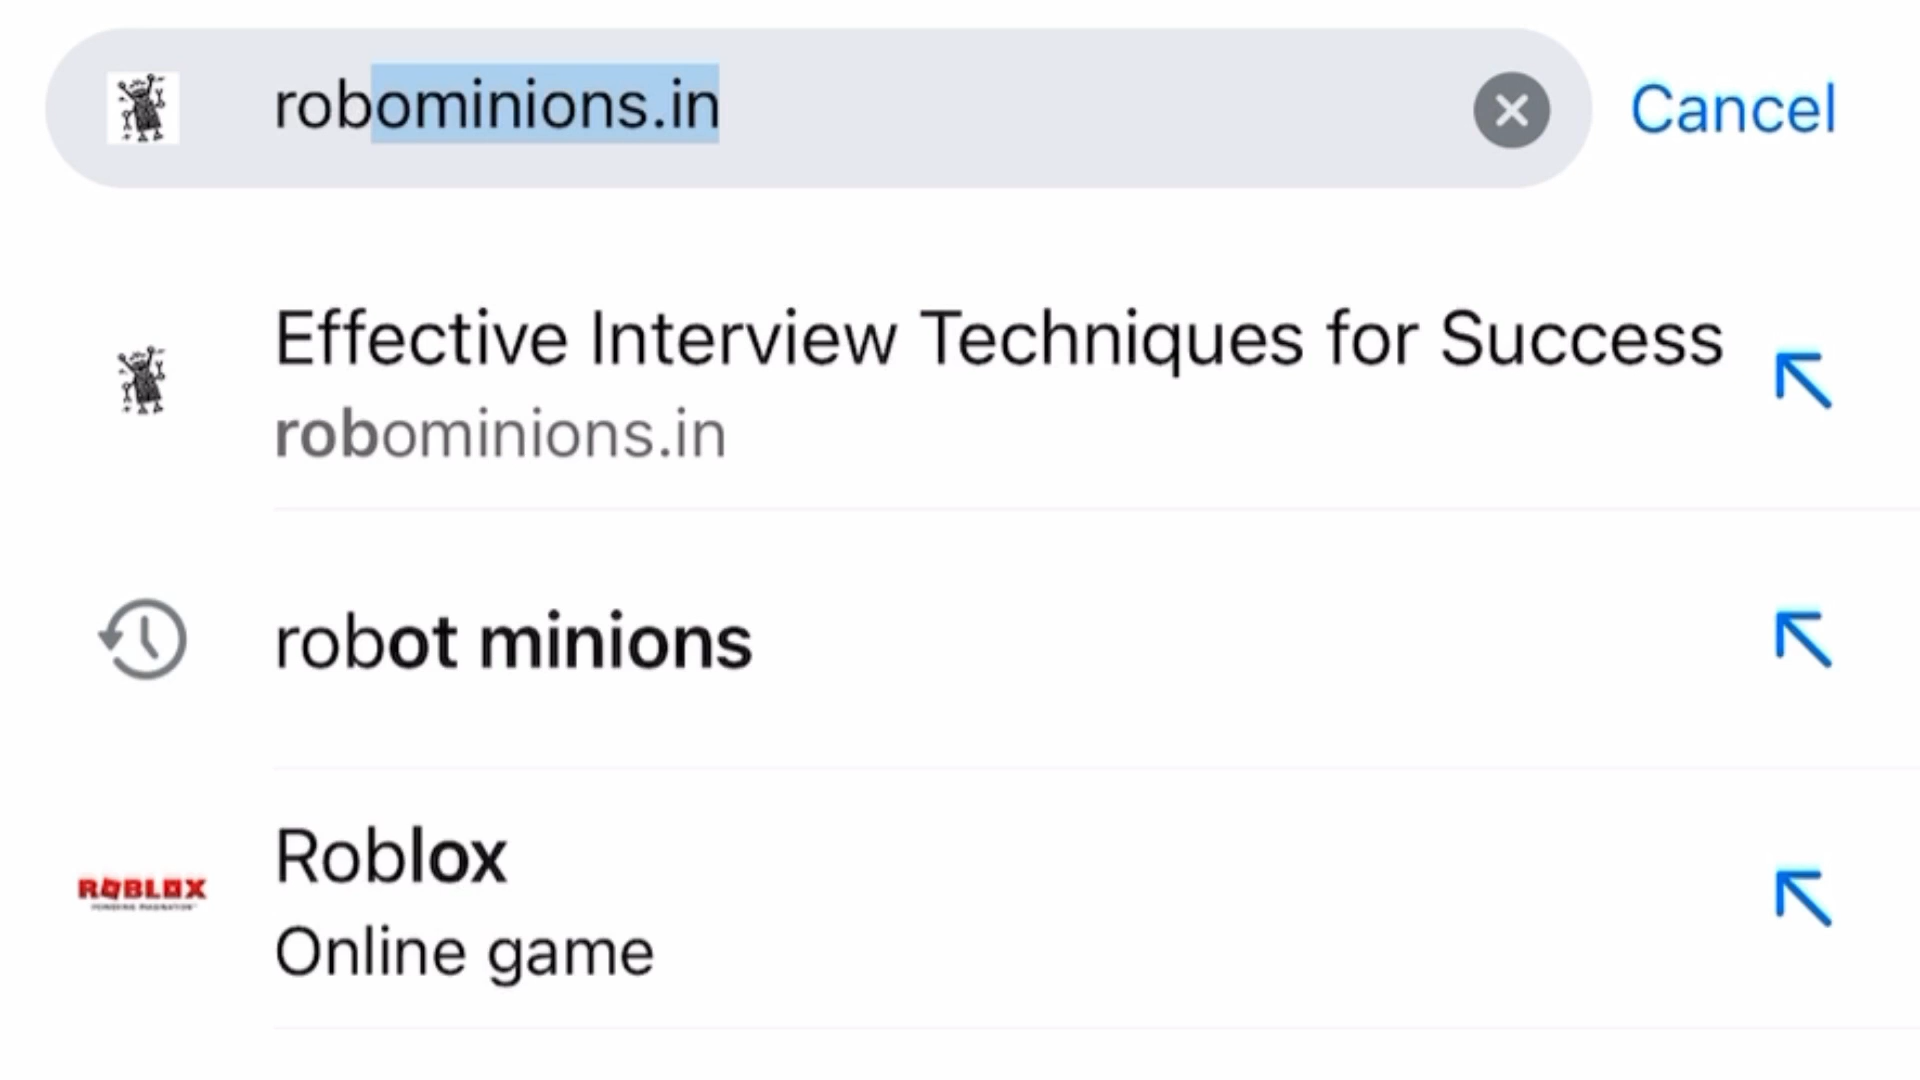 robominions.in
Cancel
Effective Interview Techniques for Success
robominions.in
robot minions
Roblox
ROBLOX
Online game